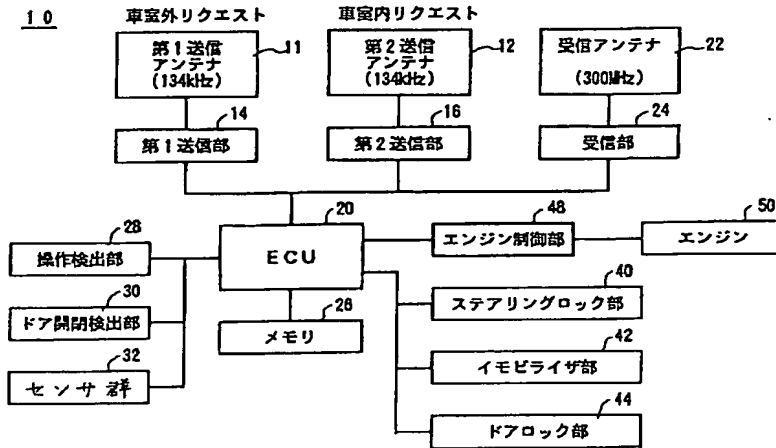 10
車室外リクエスト
車室内リクエスト
第1送信
アンテナ
(134kHz)
11
第2送信
アンテナ
(134kHz)
12
受信アンテナ
(300MHz)
22
14
第1送信部
16
第2送信部
24
受信部
20
ECU
28
操作検出部
30
ドア開閉検出部
32
センサ群
26
メモリ
48
エンジン制御部
50
エンジン
40
ステアリングロック部
42
イモビライザ部
44
ドアロック部